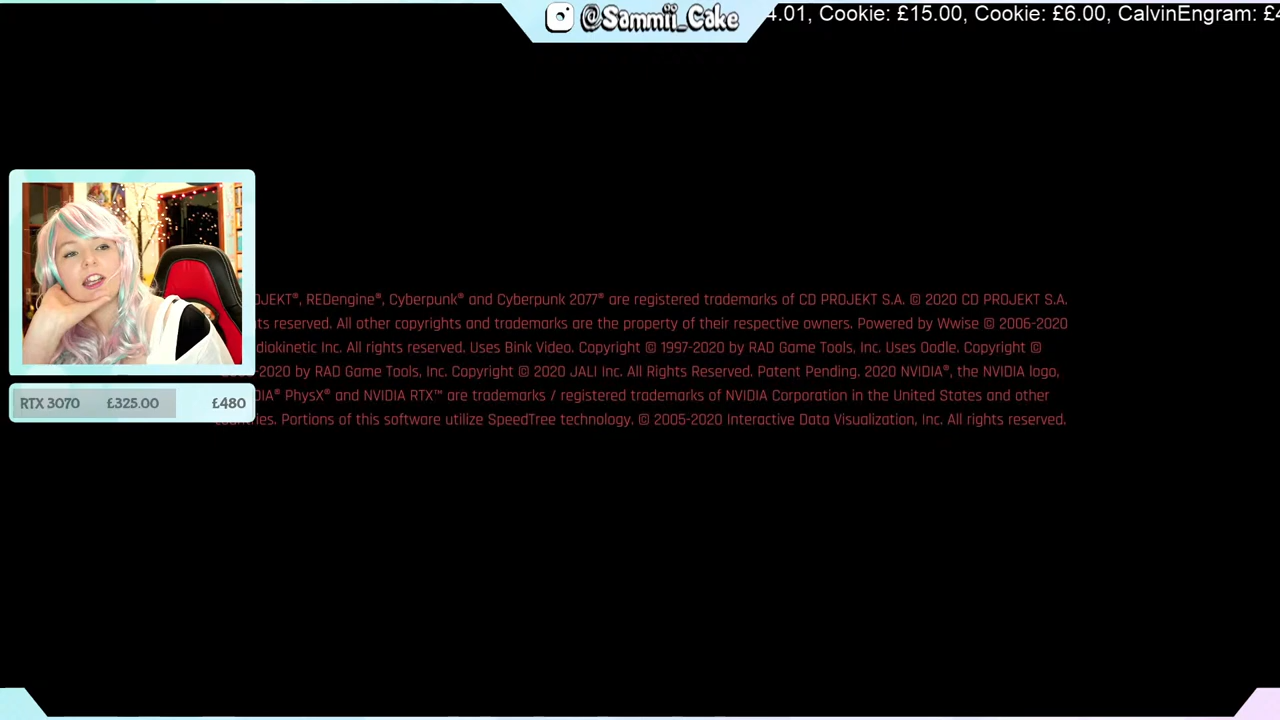 @Sammii_Cake
4.01, Cookie: £15.00, Cookie: £6.00, CalvinEngram:
REDengine®, Cyberpunk® and Cyberpunk 2077® are registered trademarks of CD PROJEKT S.A. © 2020 CD PROJEKT S.A.
reserved. All other copyrights and trademarks are the property of their respective owners. Powered by Wwise © 2006-2020
Inc. All rights reserved. Uses Bink Video. Copyright © 1997-2020 by RAD Game Tools, Inc. Uses Oodle. Copyright ©
-2020 by RAD Game Tools, Inc. Copyright © 2020 JALI Inc. All Rights Reserved. Patent Pending. 2020 NVIDIA®, the NVIDIA logo,
PhysX® and NVIDIA RTX™ are trademarks / registered trademarks of NVIDIA Corporation in the United States and other
Portions of this software utilize SpeedTree technology. © 2005-2020 Interactive Data Visualization, Inc. All rights reserved.
RTX 3070 £325.00 £480